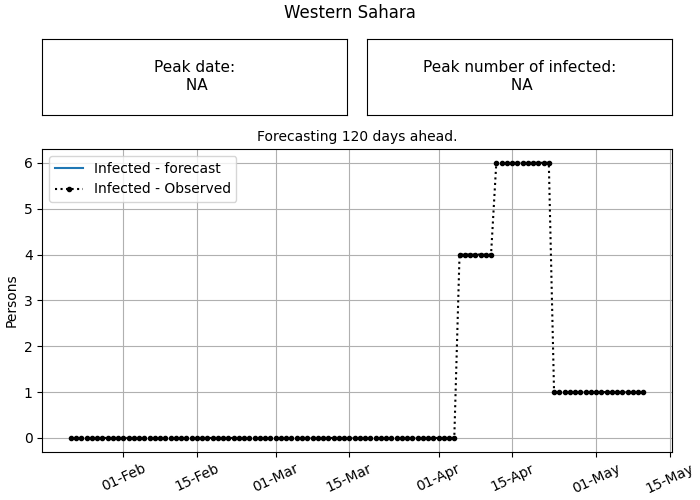 Western Sahara
Peak date:
NA
Peak number of infected:
NA
Forecasting 120 days ahead.
Infected - forecast
Infected - Observed
Persons
6
5
4
3
2
1
0
01-Feb
15-Feb
01-Mar
15-Mar
01-Apr
15-Apr
01-May
15-May